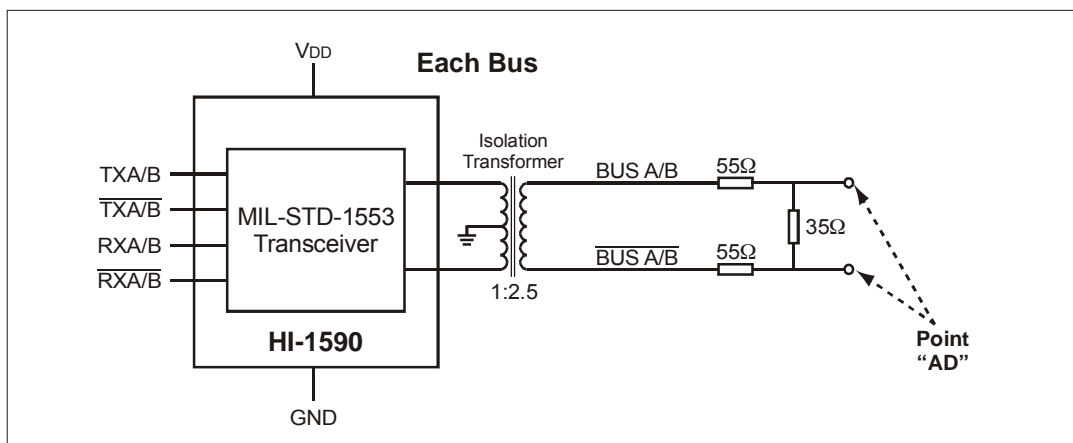 VDD
Each Bus
Isolation
Transformer
TXA/B
TXA/B
RXA/B
RXA/B
MIL-STD-1553
Transceiver
HI-1590
GND
1:2.5
BUS A/B
BUS A/B
55Ω
55Ω
35Ω
Point
“AD”